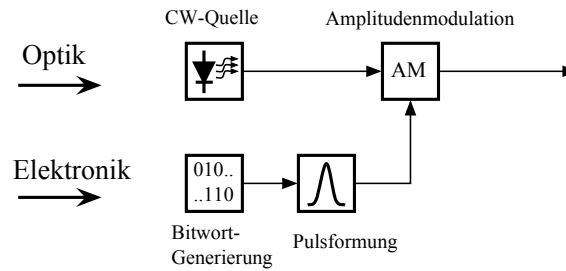 CW-Quelle
Amplitudenmodulation
Optik
AM
Elektronik
010..
..110
Bitwort-
Generierung
Pulsformung